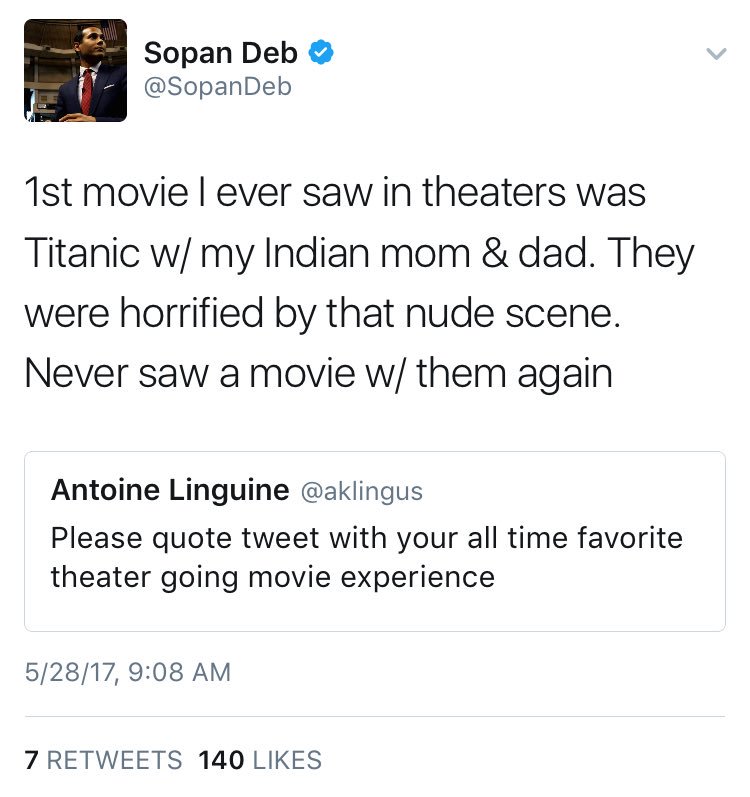 Sopan Deb
@SopanDeb
1st movie I ever saw in theaters was
Titanic w/ my Indian mom & dad. They
were horrified by that nude scene.
Never saw a movie w/ them again
Antoine Linguine @aklingus
Please quote tweet with your all time favorite
theater going movie experience
5/28/17, 9:08 AM
7 RETWEETS 140 LIKES